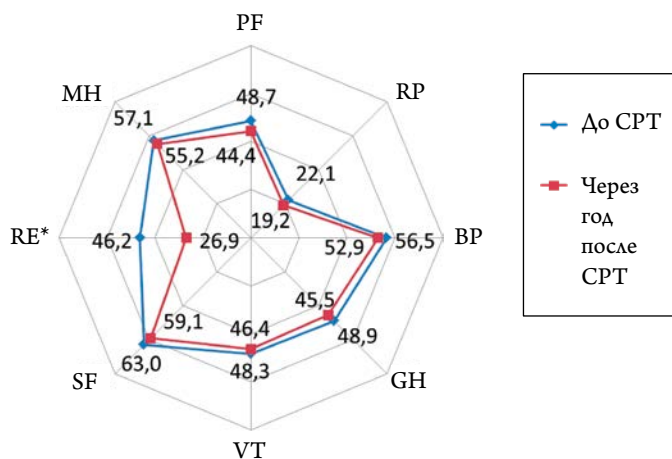 PF
48,7
MH
57,1
RP
44,4
55,2
22,1
19,2
RE*
46,2
26,9
52,9
56,5
BP
45,5
59,1
46,4
48,9
63,0
48,3
SF
GH
VT
До СРТ
Через
год
после
СРТ